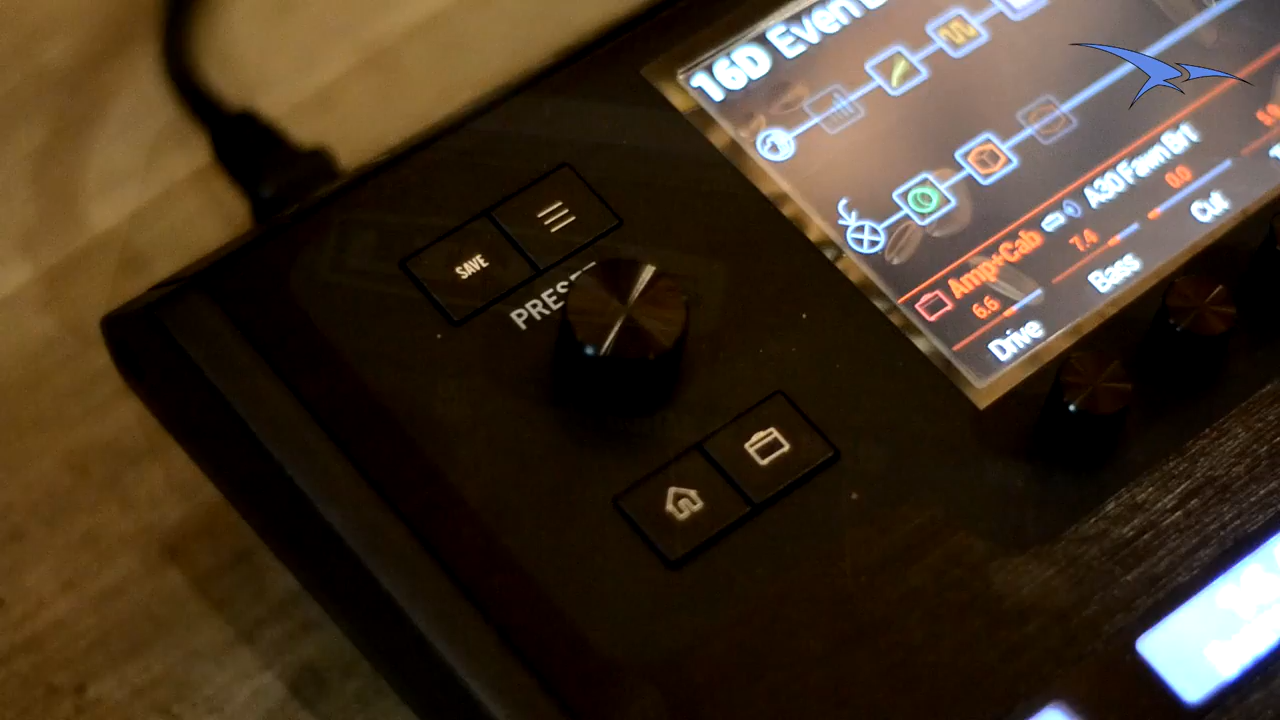 16D Even
SAVE
PRESET
Amp+Cab A30 Fawn Brt
6.6 7.4 0.0
Drive Bass Cut